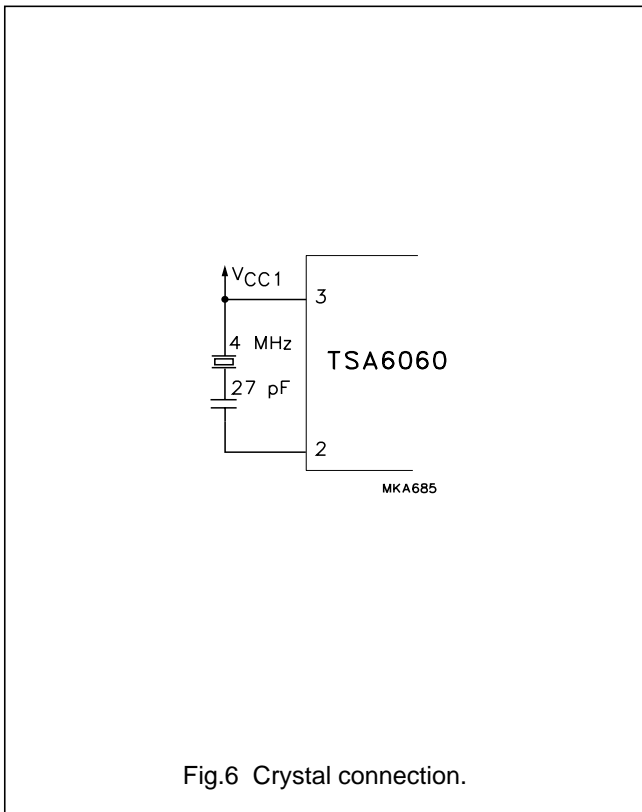 VCC1
3
4 MHz
TSA6060
27 pF
2
MKA685
Fig.6 Crystal connection.